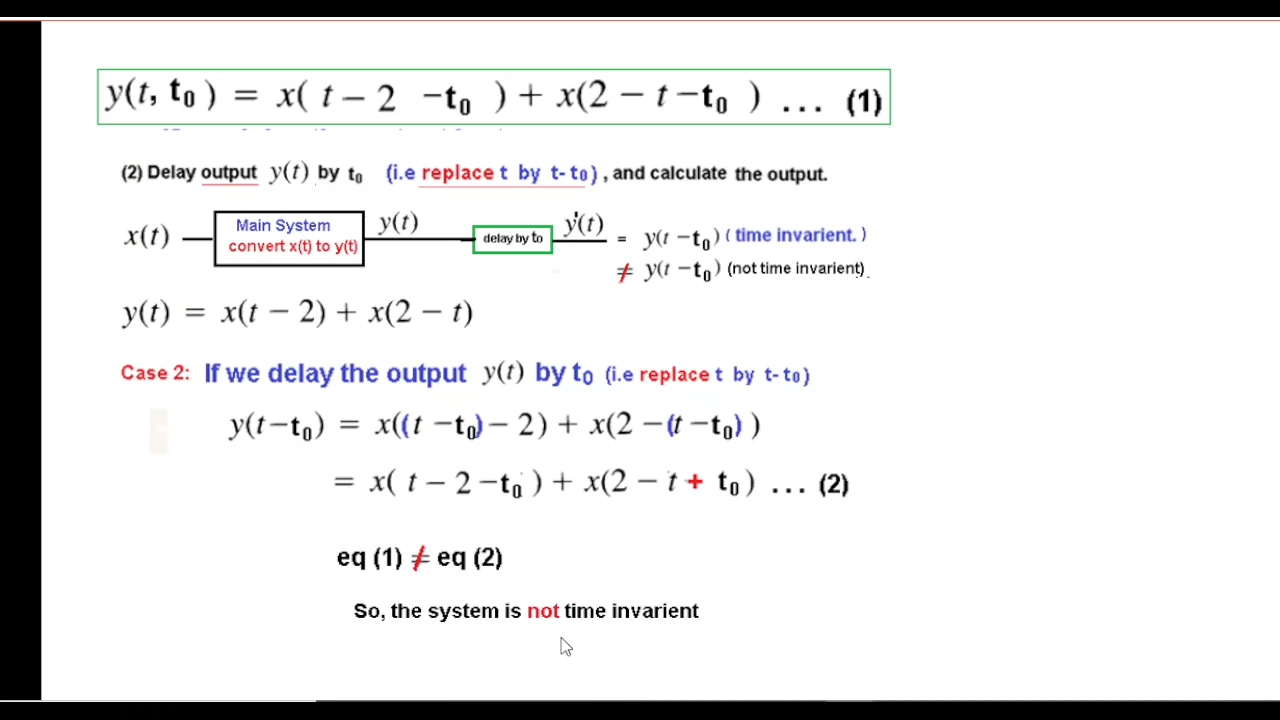 y(t, t₀) = x( t − 2 −t₀ ) + x(2 − t −t₀ ) ... (1)
(2) Delay output y(t) by t₀ (i.e replace t by t- t₀) , and calculate the output.
x(t) Main System convert x(t) to y(t) y(t) delay by t₀ y'(t) = y(t −t₀) ( time invarient. )
≠ y(t −t₀) (not time invarient) .
y(t) = x(t − 2) + x(2 − t)
Case 2: If we delay the output y(t) by t₀ (i.e replace t by t- t₀)
y(t−t₀) = x((t −t₀)− 2) + x(2 −(t −t₀) )
= x( t − 2 −t₀ ) + x(2 − t + t₀ ) ... (2)
eq (1) ≠ eq (2)
So, the system is not time invarient